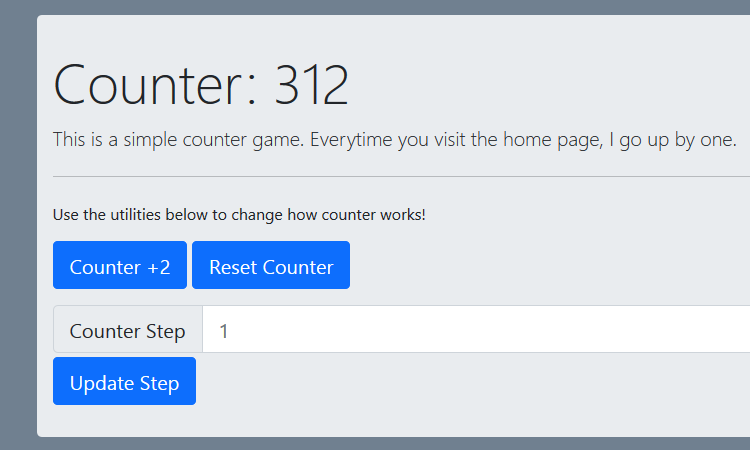 Counter: 312
This is a simple counter game. Everytime you visit the home page, I go up by one.
Use the utilities below to change how counter works!
Counter +2 Reset Counter
Counter Step 1
Update Step